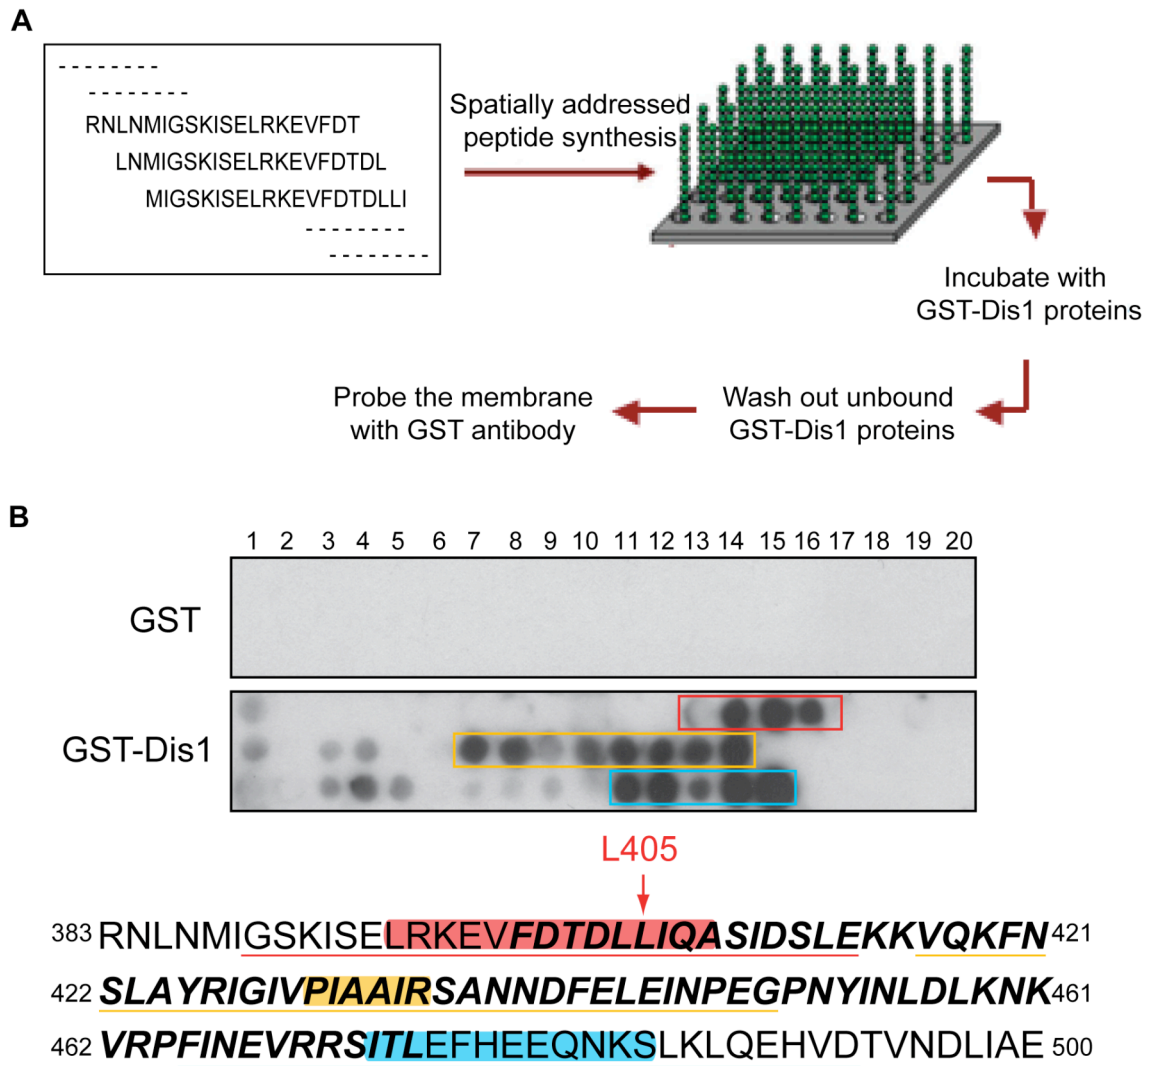 A
- - - - - - - -
- - - - - - - -
RNLNMIGSKISELRKEVFDT
LNMIGSKISELRKEVFDTDL
MIGSKISELRKEVFDTDLLI
- - - - - - - -
- - - - - - - -
Spatially addressed
peptide synthesis
Incubate with
GST-Dis1 proteins
Wash out unbound
GST-Dis1 proteins
Probe the membrane
with GST antibody
B
1 2 3 4 5 6 7 8 9 10 11 12 13 14 15 16 17 18 19 20
GST
GST-Dis1
L405
383 RNLNMIGSKISELRKEVFDTDLLIQASIDSLEKKVQKFN 421
422 SLAYRIGIVPIAAIRSANNDFELEINPEGPNYINLDLKNK 461
462 VRPFINEVRRSITLEFHEEQNKSLKLQEHVDTVNDLIAE 500